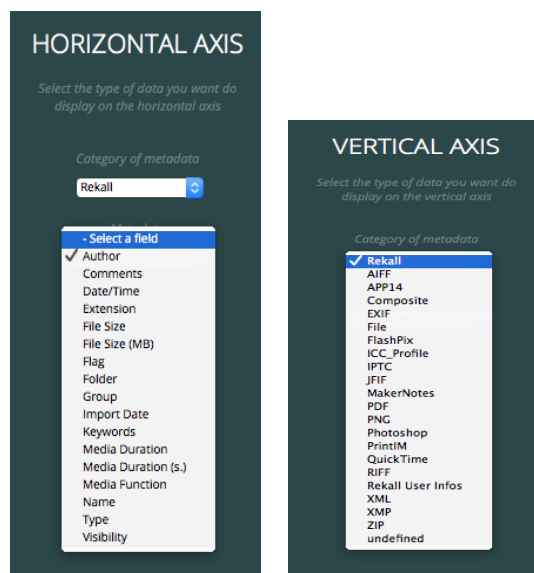 HORIZONTAL AXIS
Select the type of data you want do
display on the horizontal axis
Category of metadata
Rekall
- Select a field
Author
Comments
Date/Time
Extension
File Size
File Size (MB)
Flag
Folder
Group
Import Date
Keywords
Media Duration
Media Duration (s.)
Media Function
Name
Type
Visibility
VERTICAL AXIS
Select the type of data you want do
display on the vertical axis
Category of metadata
Rekall
AIFF
APP14
Composite
EXIF
File
FlashPix
ICC_Profile
IPTC
JFIF
MakerNotes
PDF
PNG
Photoshop
PrintIM
QuickTime
RIFF
Rekall User Infos
XML
XMP
ZIP
undefined